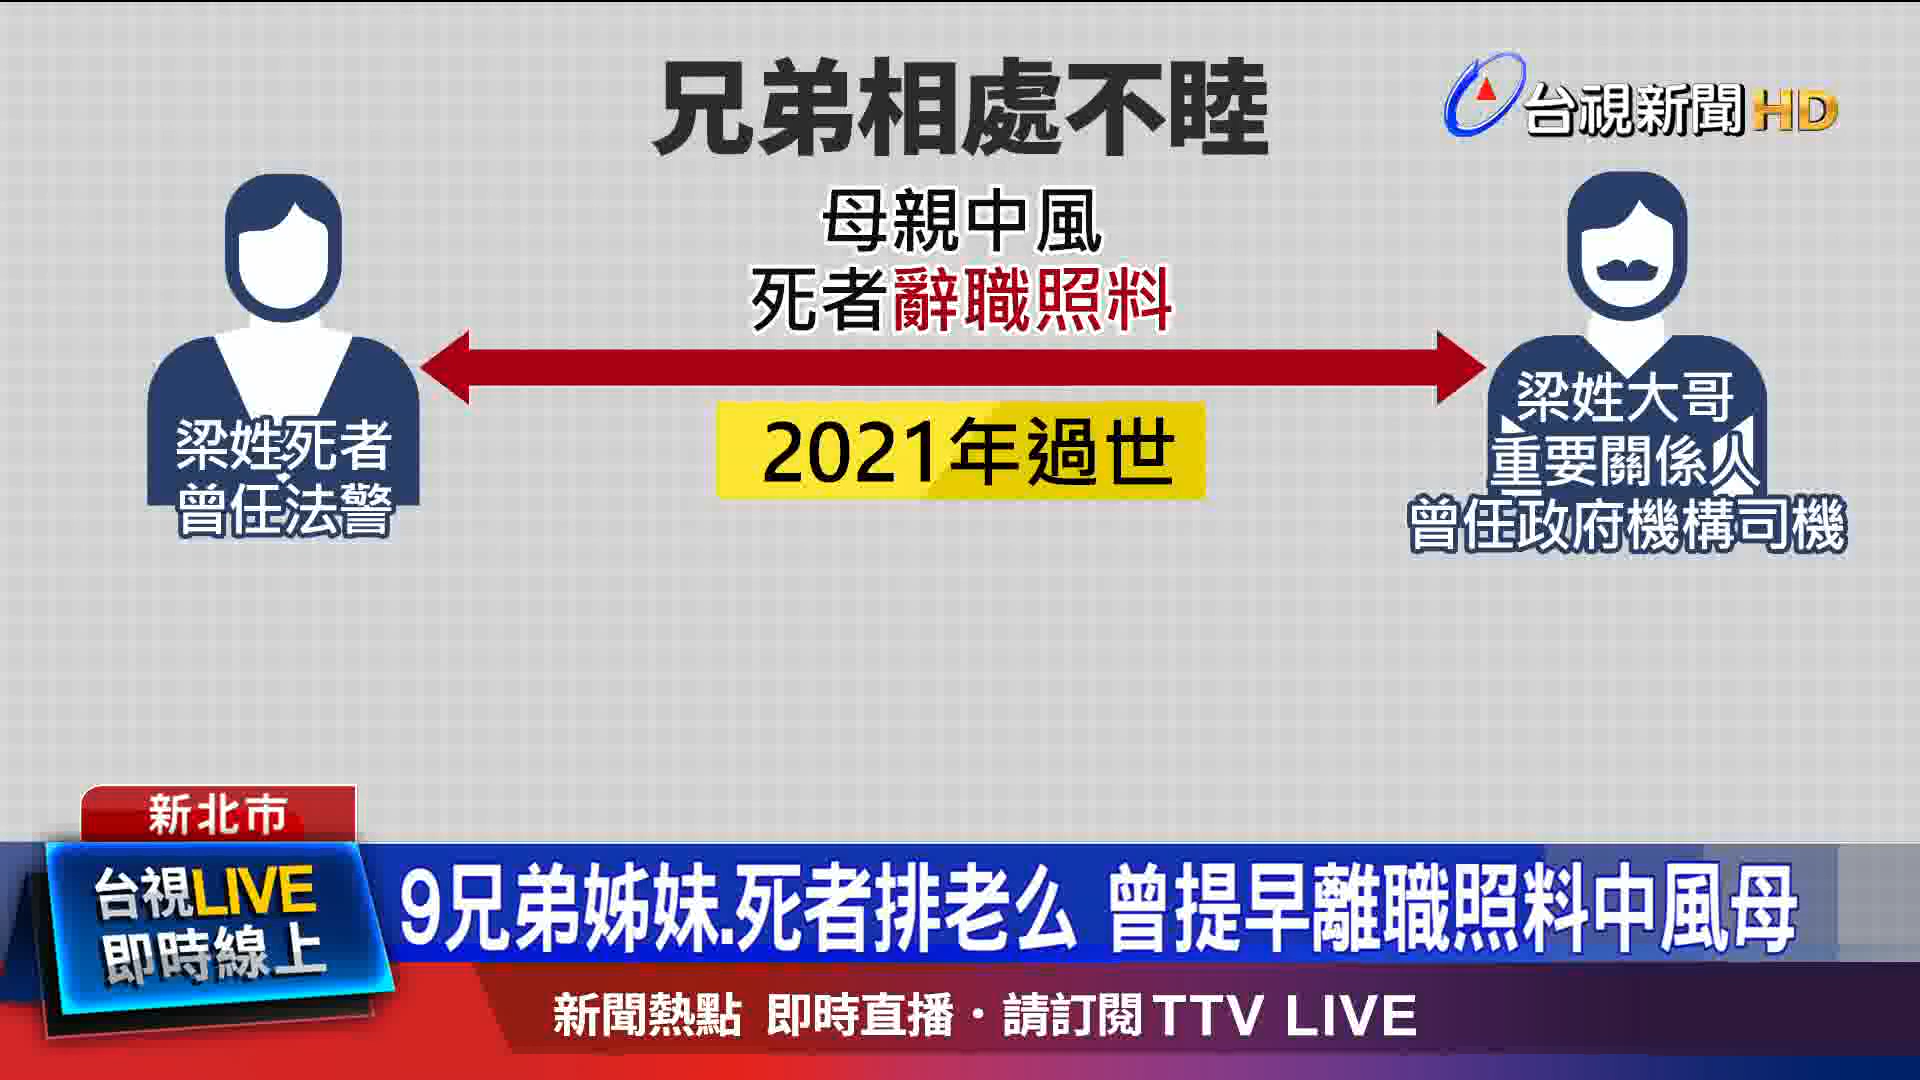 兄弟相處不睦
台視新聞HD
母親中風
死者辭職照料
2021年過世
梁姓死者
曾任法警
梁姓大哥
重要關係人
曾任政府機構司機
新北市
台視LIVE
即時線上
9兄弟姊妹.死者排老么 曾提早離職照料中風母
新聞熱點 即時直播・請訂閱TTV LIVE